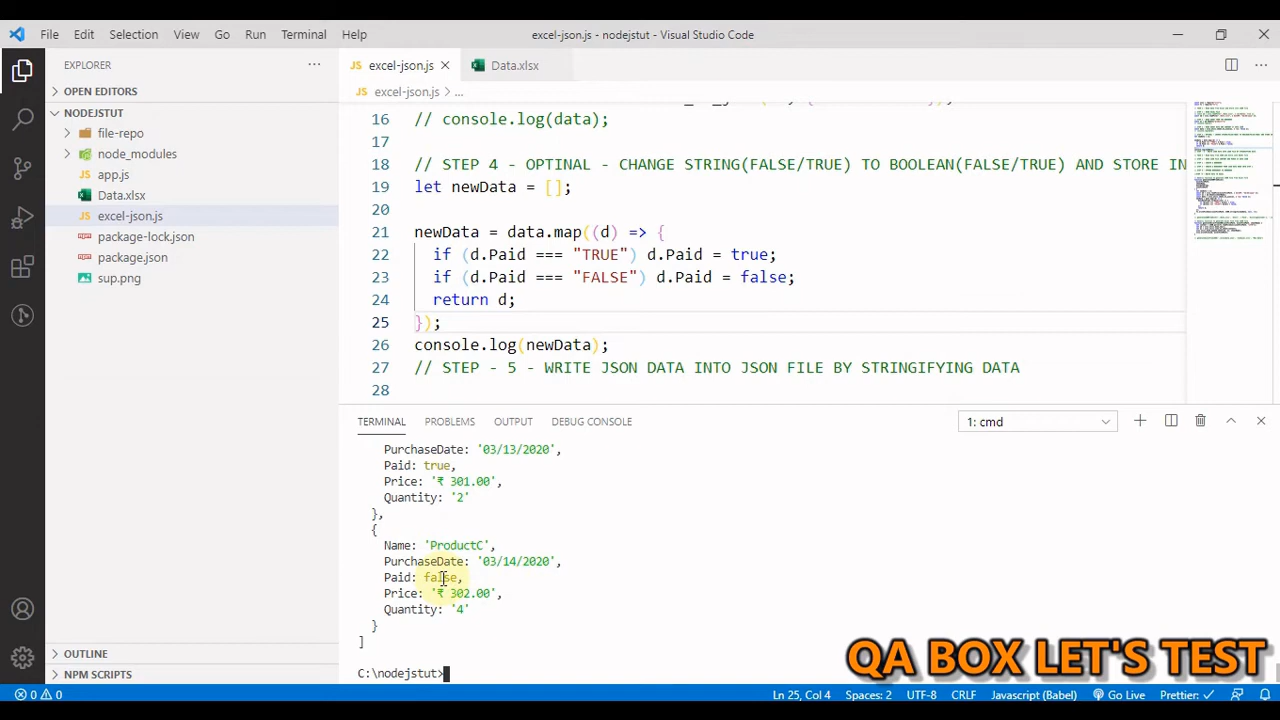 File Edit Selection View Go Run Terminal Help excel-json.js - nodejstut - Visual Studio Code
EXPLORER
OPEN EDITORS
NODEJSTUT
file-repo
node_modules
app.js
Data.xlsx
JS excel-json.js
package-lock.json
package.json
sup.png
OUTLINE
NPM SCRIPTS
JS excel-json.js Data.xlsx
JS excel-json.js > ...
16 // console.log(data);
17
18 // STEP - 4 OPTINAL - CHANGE STRING(FALSE/TRUE) TO BOOLEAN(FALSE/TRUE) AND SRORE IN
19 let newData = [];
20
21 newData = data.map((d) => {
22 if (d.Paid === "TRUE") d.Paid = true;
23 if (d.Paid === "FALSE") d.Paid = false;
24 return d;
25 });
26 console.log(newData);
27 // STEP - 5 - WRITE JSON DATA INTO JSON FILE BY STRINGIFYING DATA
28
TERMINAL PROBLEMS OUTPUT DEBUG CONSOLE 1: cmd
PurchaseDate: '03/13/2020',
Paid: true,
Price: '₹ 301.00',
Quantity: '2'
},
{
Name: 'ProductC',
PurchaseDate: '03/14/2020',
Paid: false,
Price: '₹ 302.00',
Quantity: '4'
}
]
C:\nodejstut>
QA BOX LET'S TEST
0 0 Ln 25, Col 4 Spaces: 2 UTF-8 CRLF Javascript (Babel) Go Live Prettier: ✓